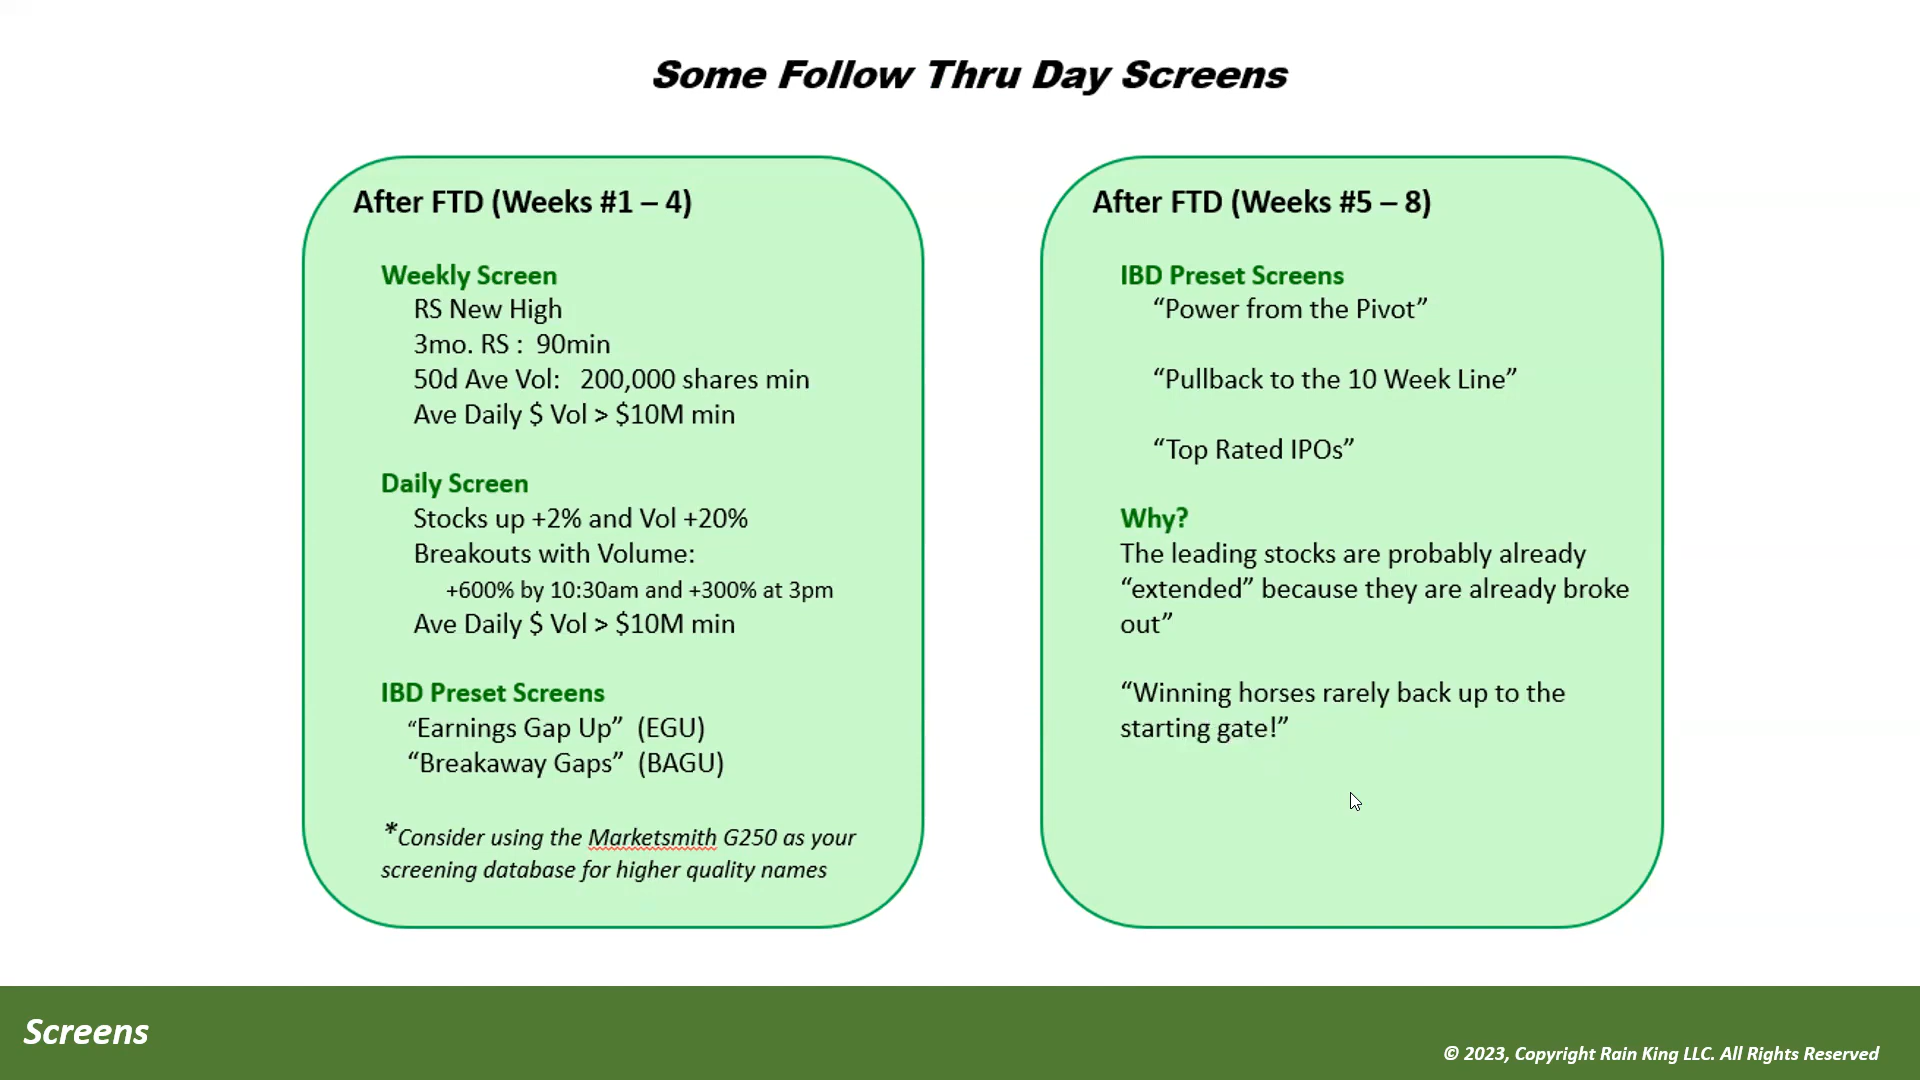 Some Follow Thru Day Screens
After FTD (Weeks #1 – 4)
Weekly Screen
RS New High
3mo. RS :  90min
50d Ave Vol:   200,000 shares min
Ave Daily $ Vol > $10M min
Daily Screen
Stocks up +2% and Vol +20%
Breakouts with Volume:
+600% by 10:30am and +300% at 3pm
Ave Daily $ Vol > $10M min
IBD Preset Screens
“Earnings Gap Up”  (EGU)
“Breakaway Gaps”  (BAGU)
*Consider using the Marketsmith G250 as your
screening database for higher quality names
After FTD (Weeks #5 – 8)
IBD Preset Screens
“Power from the Pivot”
“Pullback to the 10 Week Line”
“Top Rated IPOs”
Why?
The leading stocks are probably already
“extended” because they are already broke
out”
“Winning horses rarely back up to the
starting gate!”
Screens
© 2023, Copyright Rain King LLC. All Rights Reserved